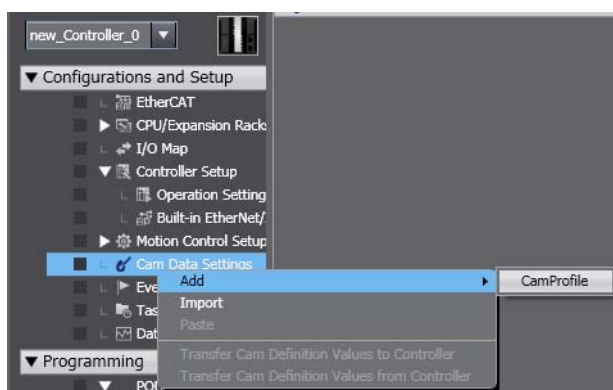 new_Controller_0
Configurations and Setup
EtherCAT
CPU/Expansion Rack
I/O Map
Controller Setup
Operation Setting
Built-in EtherNet/
Motion Control Setup
Cam Data Settings
Add
CamProfile
Eve
Import
Tas
Paste
Dat
Transfer Cam Definition Values to Controller
Programming
Transfer Cam Definition Values from Controller
POU